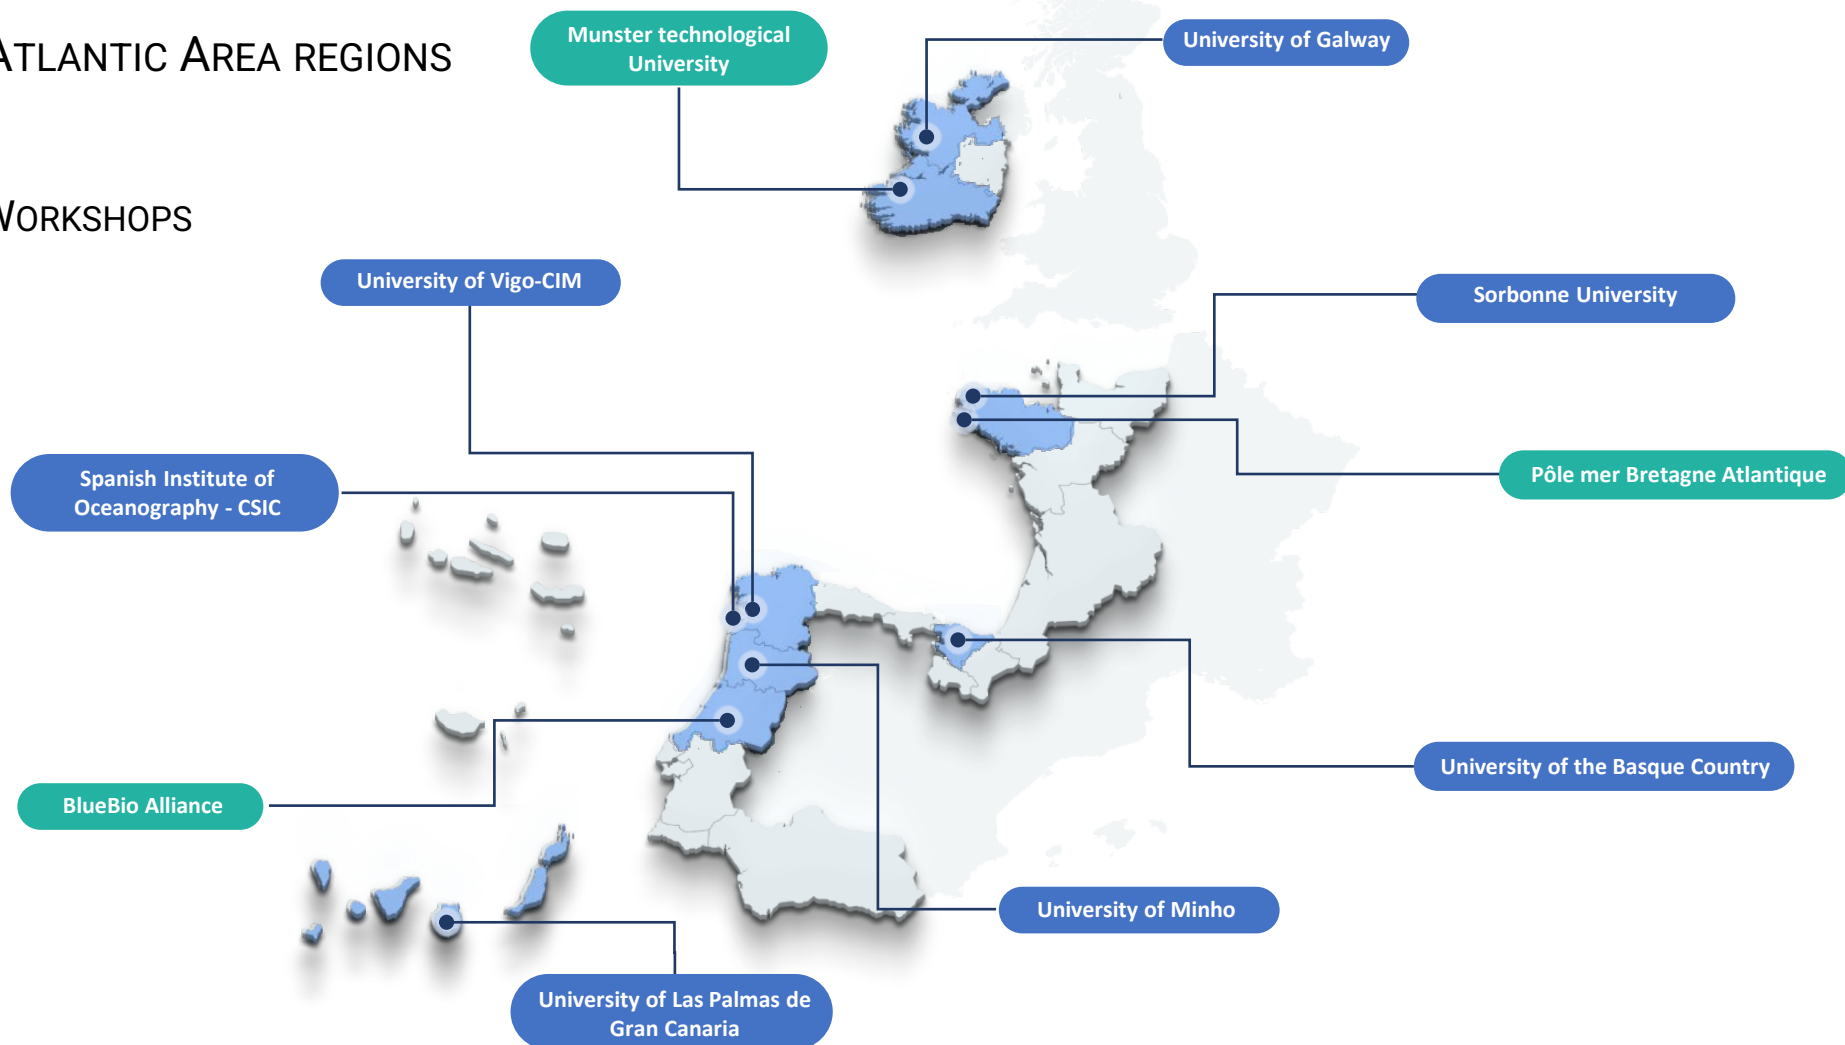 ATLANTIC AREA REGIONS
Munster technological
University
University of Galway
WORKSHOPS
University of Vigo-CIM
Sorbonne University
Spanish Institute of
Oceanography - CSIC
Pôle mer Bretagne Atlantique
University of the Basque Country
BlueBio Alliance
University of Minho
University of Las Palmas de
Gran Canaria